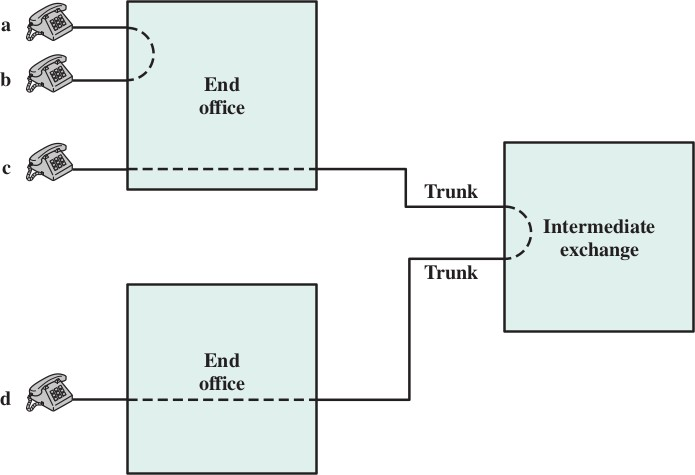 a
b
End
office
c
Trunk
Intermediate
exchange
Trunk
End
office
d